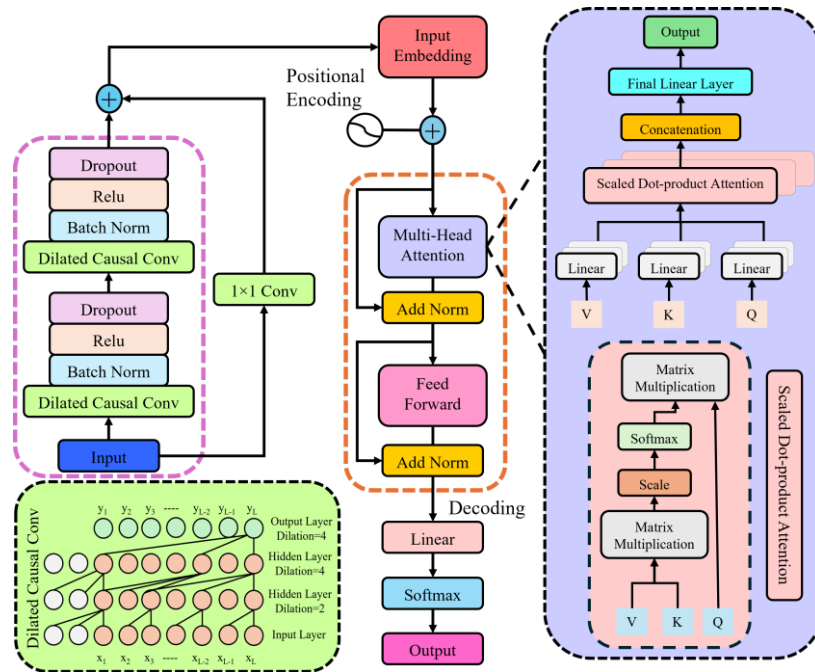 Input
Embedding
Positional
Encoding
+
+
Dropout
Relu
Batch Norm
Dilated Causal Conv
Dropout
Relu
Batch Norm
Dilated Causal Conv
Input
1×1 Conv
Multi-Head
Attention
Add Norm
Feed
Forward
Add Norm
Decoding
Linear
Softmax
Output
Output
Final Linear Layer
Concatenation
Scaled Dot-product Attention
Linear
Linear
Linear
V
K
Q
Matrix
Multiplication
Softmax
Scale
Matrix
Multiplication
V
K
Q
Scaled Dot-product Attention
Dilated Causal Conv
y1 y2 y3 ---- yL-2 yL-1 yL
Output Layer
Dilation=4
Hidden Layer
Dilation=4
Hidden Layer
Dilation=2
Input Layer
x1 x2 x3 ---- xL-2 xL-1 xL